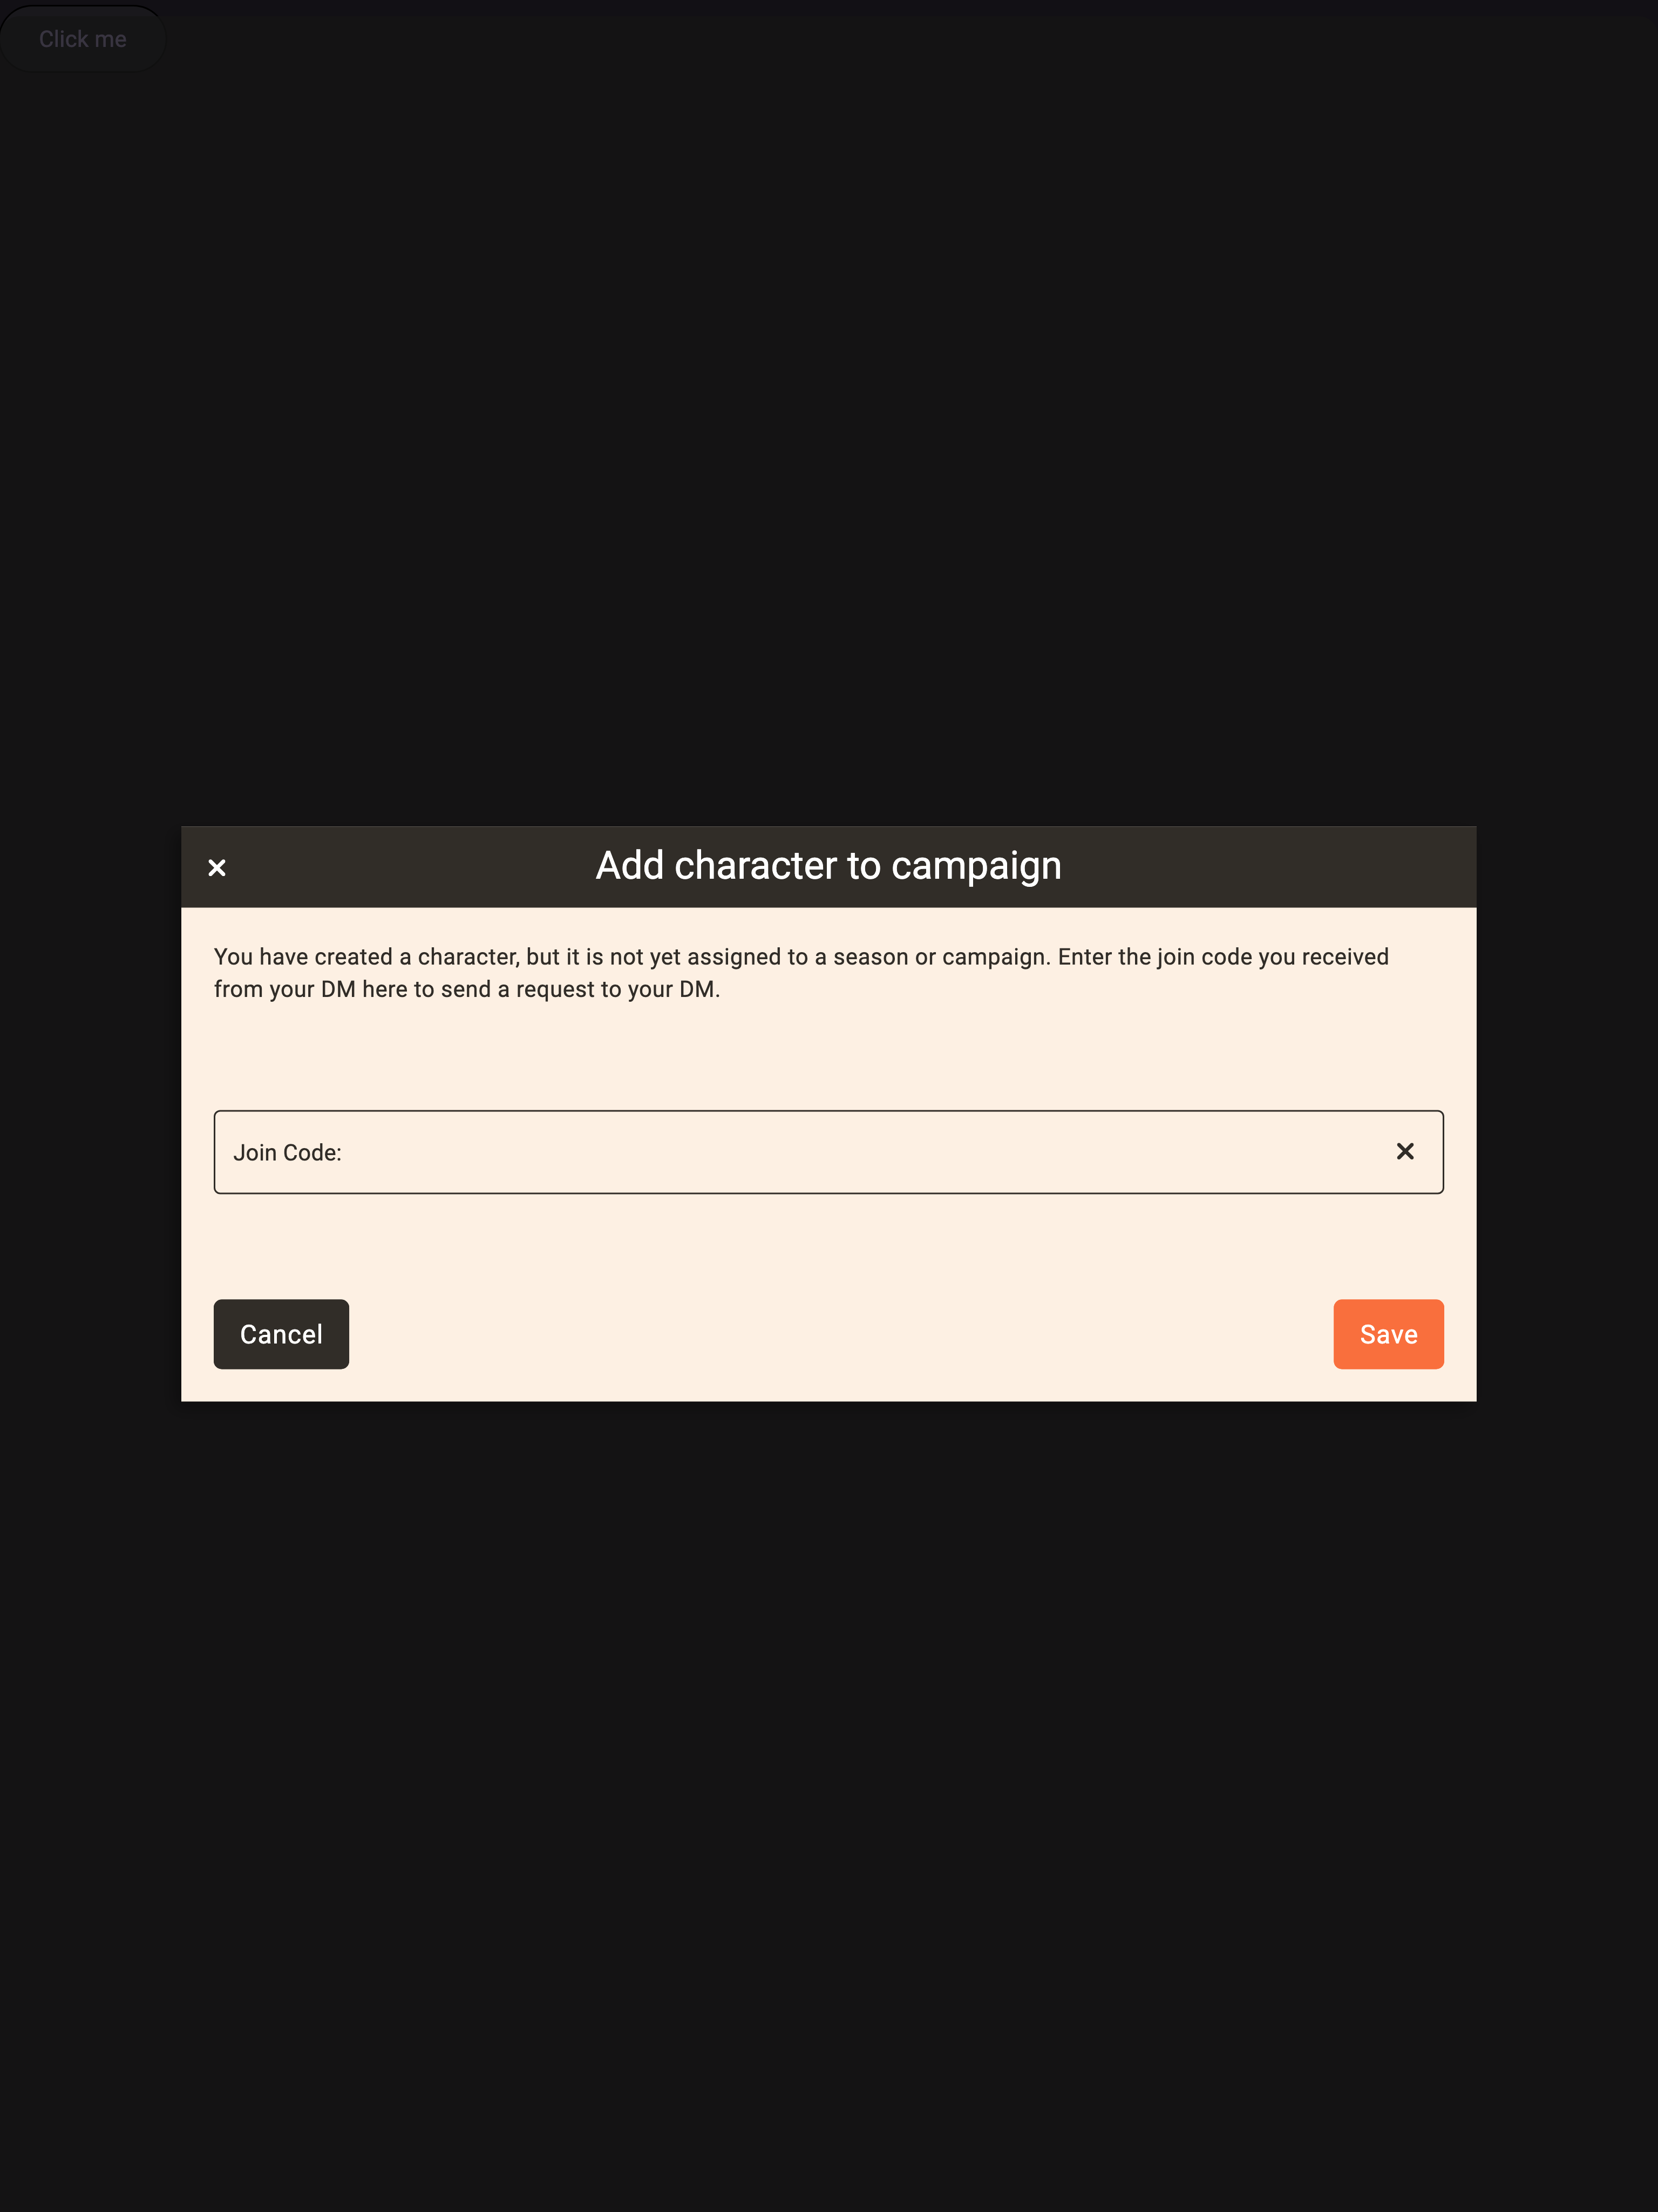 Click me
Add character to campaign
You have created a character, but it is not yet assigned to a season or campaign. Enter the join code you received
from your DM here to send a request to your DM.
Join Code:
Cancel
Save